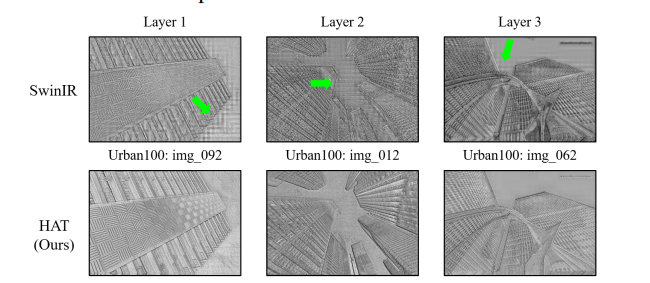 Layer 1 Layer 2 Layer 3
SwinIR
Urban100: img_092 Urban100: img_012 Urban100: img_062
HAT
(Ours)